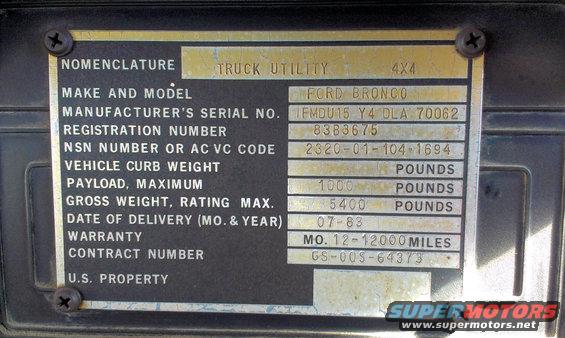 NOMENCLATURE TRUCK UTILITY 4X4
MAKE AND MODEL FORD BRONCO
MANUFACTURER'S SERIAL NO. 1FMDU15 Y4 DLA 70062
REGISTRATION NUMBER 83B3675
NSN NUMBER OR AC VC CODE 2320-01-104-1694
VEHICLE CURB WEIGHT POUNDS
PAYLOAD, MAXIMUM 1000 POUNDS
GROSS WEIGHT, RATING MAX. 5400 POUNDS
DATE OF DELIVERY (MO. & YEAR) 07-83
WARRANTY MO. 12-12000 MILES
CONTRACT NUMBER GS-00S-64373
U.S. PROPERTY
SUPERMOTORS
www.supermotors.net